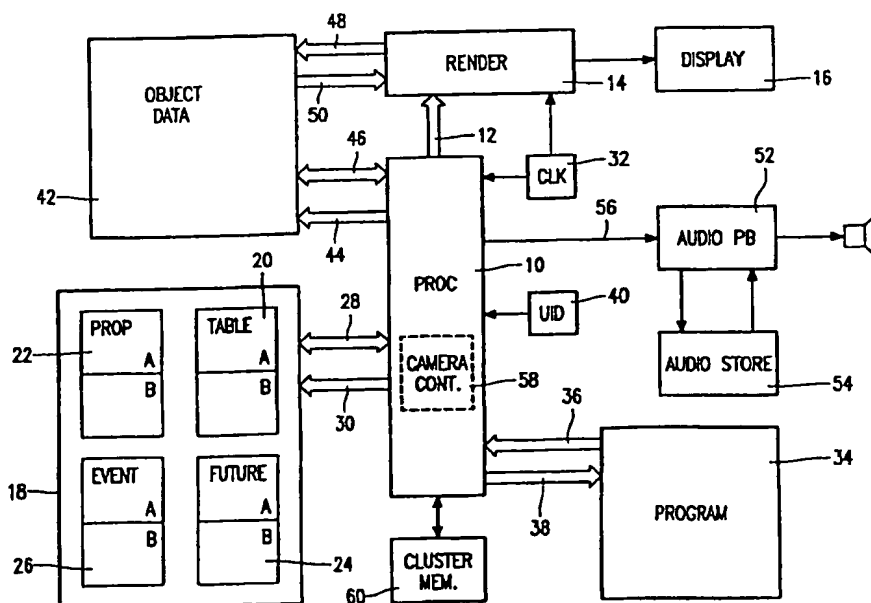 48
RENDER
DISPLAY
OBJECT
DATA
50
14
16
12
46
CLK
32
42
52
44
56
AUDIO PB
20
10
PROC
28
40
UID
PROP
TABLE
22
A
A
B
B
CAMERA
CONT.
58
AUDIO STORE
54
30
36
34
EVENT
FUTURE
18
A
A
38
PROGRAM
B
B
26
24
CLUSTER
MEM.
60